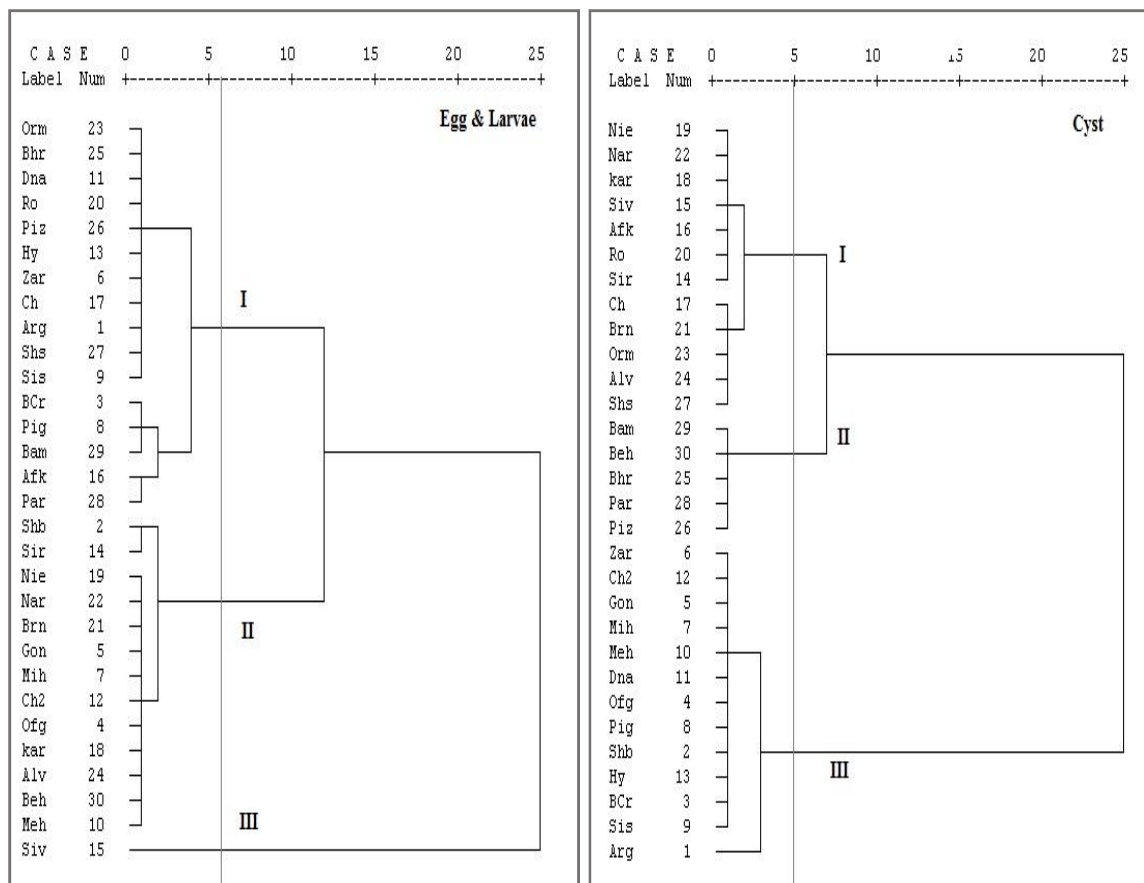 C A S E 0 5 10 15 20 25
Label Num
Egg & Larvae
Orm 23
Bhr 25
Dna 11
Ro 20
Piz 26
Hy 13
Zar 6
Ch 17
I
Arg 1
Shs 27
Sis 9
BCr 3
Pig 8
Bam 29
Afk 16
Par 28
Shb 2
Sir 14
Nie 19
Nar 22
Brn 21
II
Gon 5
Mih 7
Ch2 12
Ofg 4
kar 18
Alv 24
Beh 30
Meh 10
III
Siv 15
C A S E 0 5 10 15 20 25
Label Num
Cyst
Nie 19
Nar 22
kar 18
Siv 15
Afk 16
Ro 20
I
Sir 14
Ch 17
Brn 21
Orm 23
Alv 24
Shs 27
Bam 29
II
Beh 30
Bhr 25
Par 28
Piz 26
Zar 6
Ch2 12
Gon 5
Mih 7
Meh 10
Dna 11
Ofg 4
Pig 8
Shb 2
III
Hy 13
BCr 3
Sis 9
Arg 1